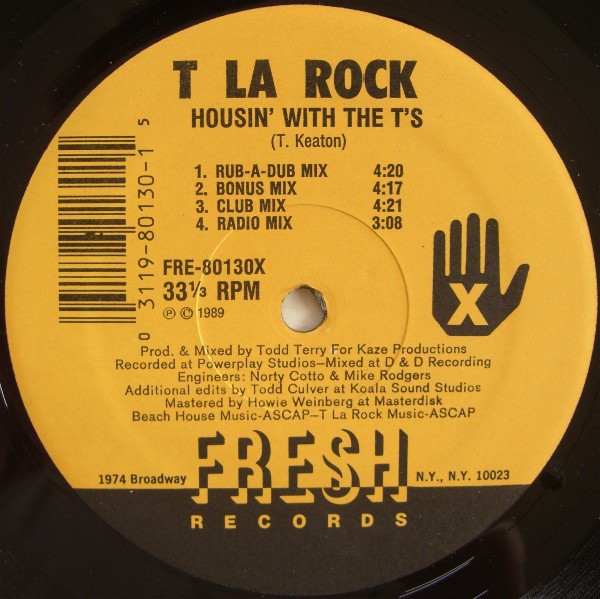 T LA ROCK
HOUSIN' WITH THE T'S
(T. Keaton)
1. RUB-A-DUB MIX 4:20
2. BONUS MIX 4:17
3. CLUB MIX 4:21
4. RADIO MIX 3:08
0 3119-80130-1 5
FRE-80130X
33⅓ RPM
℗ © 1989
X
Prod. & Mixed by Todd Terry For Kaze Productions
Recorded at Powerplay Studios–Mixed at D & D Recording
Engineers: Norty Cotto & Mike Rodgers
Additional edits by Todd Culver at Koala Sound Studios
Mastered by Howie Weinberg at Masterdisk
Beach House Music-ASCAP–T La Rock Music-ASCAP
1974 Broadway FRESH N.Y., N.Y. 10023
RECORDS